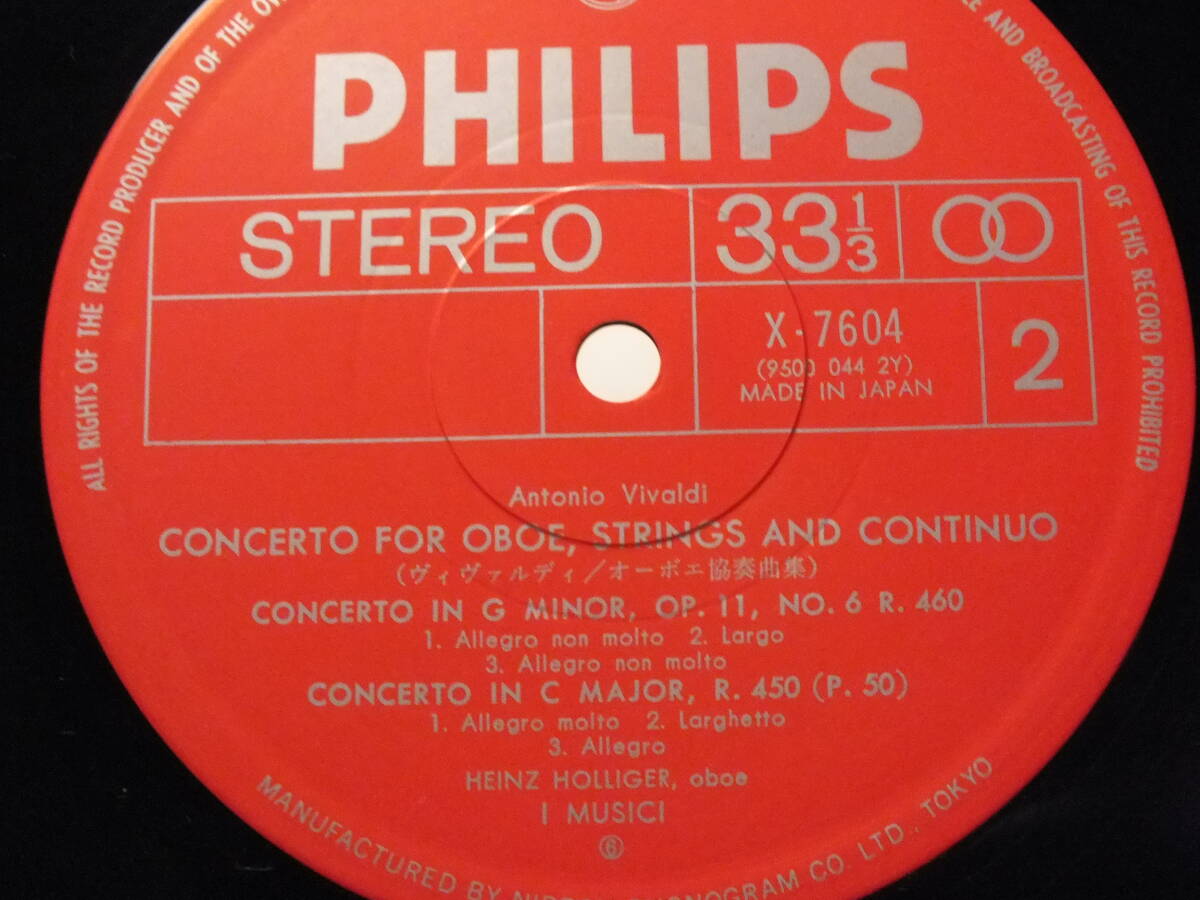 PHILIPS
STEREO
33 1/3
X-7604
(9500 044 2Y)
MADE IN JAPAN
2
Antonio Vivaldi
CONCERTO FOR OBOE, STRINGS AND CONTINUO
(ヴィヴァルディ/オーボエ協奏曲集)
CONCERTO IN G MINOR, OP. 11, NO. 6 R. 460
1. Allegro non molto 2. Largo
3. Allegro non molto
CONCERTO IN C MAJOR, R. 450 (P. 50)
1. Allegro molto 2. Larghetto
3. Allegro
HEINZ HOLLIGER, oboe
I MUSICI
⑥
ALL RIGHTS OF THE RECORD PRODUCER AND OF THE
AND BROADCASTING OF THIS RECORD PROHIBITED
MANUFACTURED BY CO. LTD., TOKYO